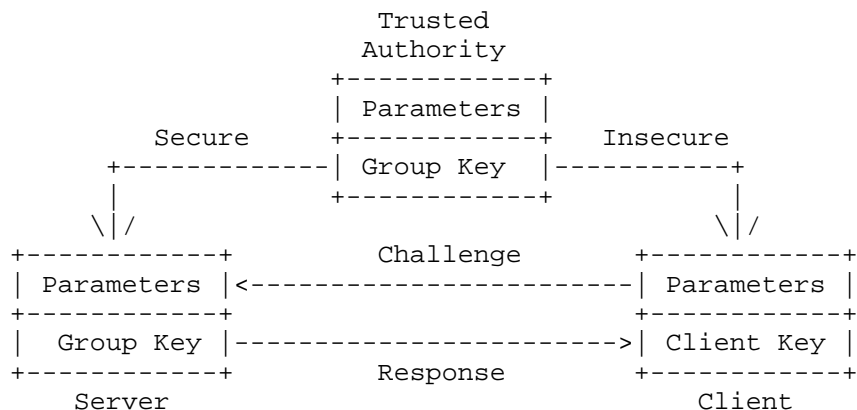 Trusted
Authority
Parameters
Secure Insecure
Group Key
Challenge
Parameters Parameters
Group Key Client Key
Response
Server Client